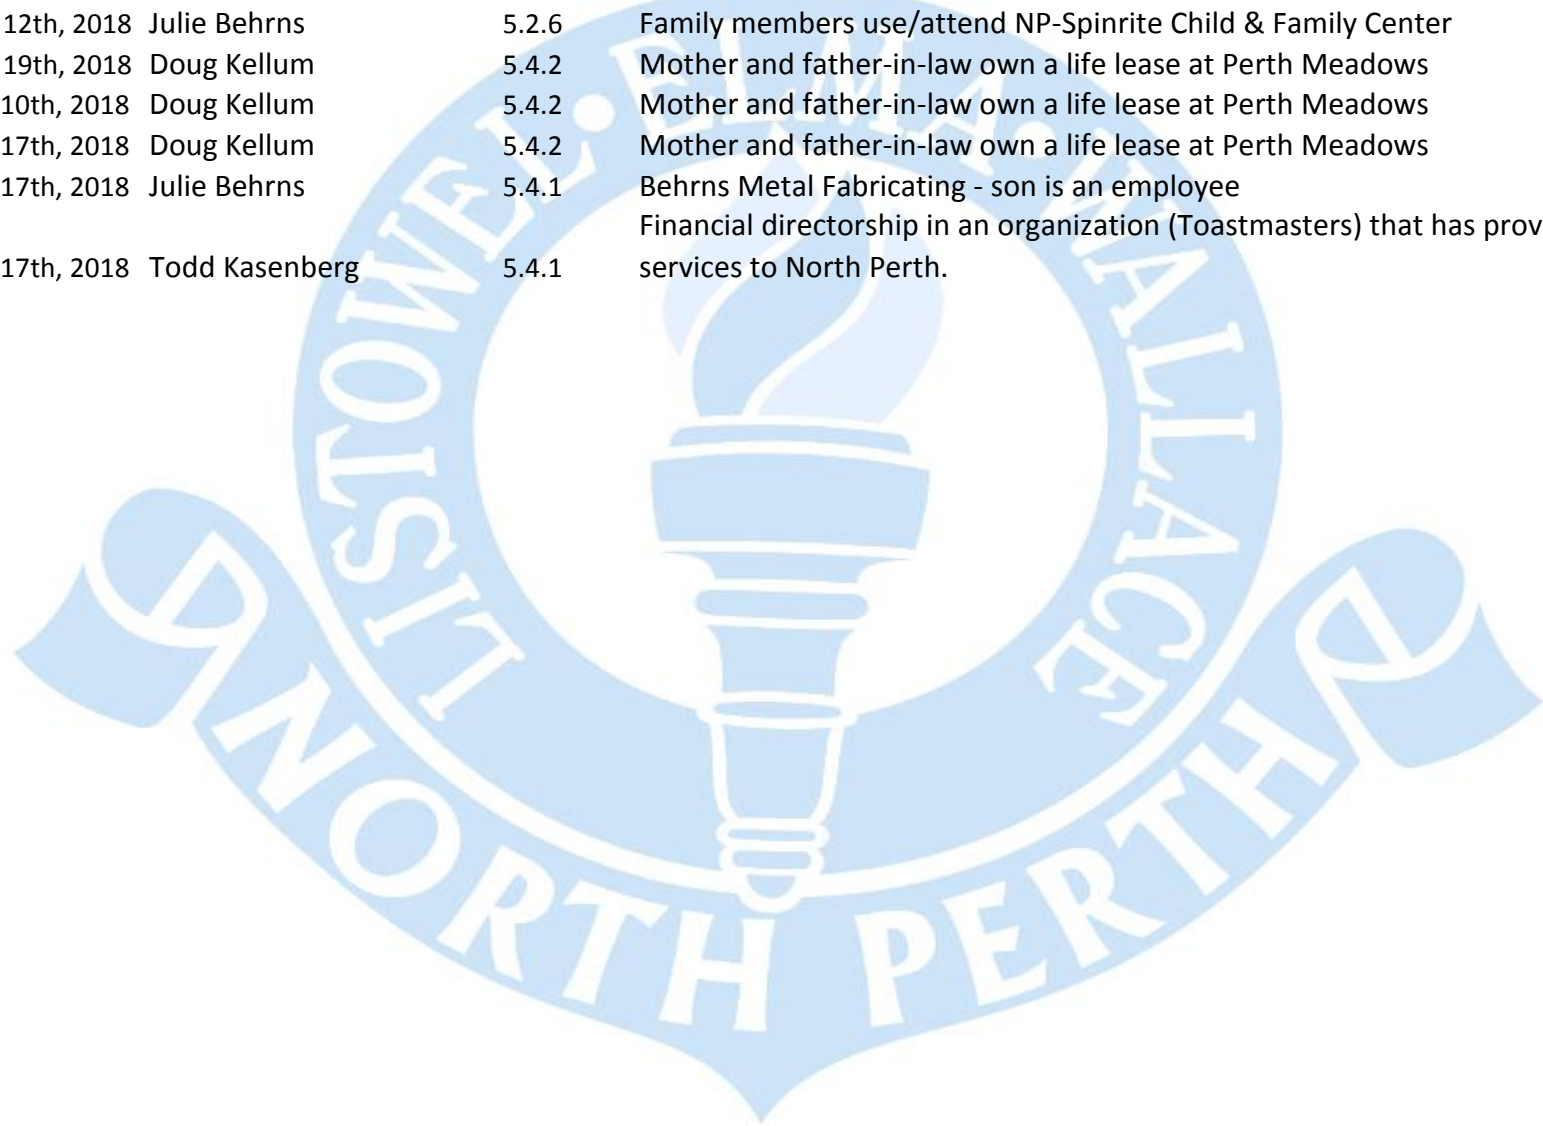 12th, 2018 Julie Behrns 5.2.6 Family members use/attend NP-Spinrite Child & Family Center
19th, 2018 Doug Kellum 5.4.2 Mother and father-in-law own a life lease at Perth Meadows
10th, 2018 Doug Kellum 5.4.2 Mother and father-in-law own a life lease at Perth Meadows
17th, 2018 Doug Kellum 5.4.2 Mother and father-in-law own a life lease at Perth Meadows
17th, 2018 Julie Behrns 5.4.1 Behrns Metal Fabricating - son is an employee
Financial directorship in an organization (Toastmasters) that has prov
17th, 2018 Todd Kasenberg 5.4.1 services to North Perth.
LISTOWEL•ELMA•WALLACE
NORTH PERTH